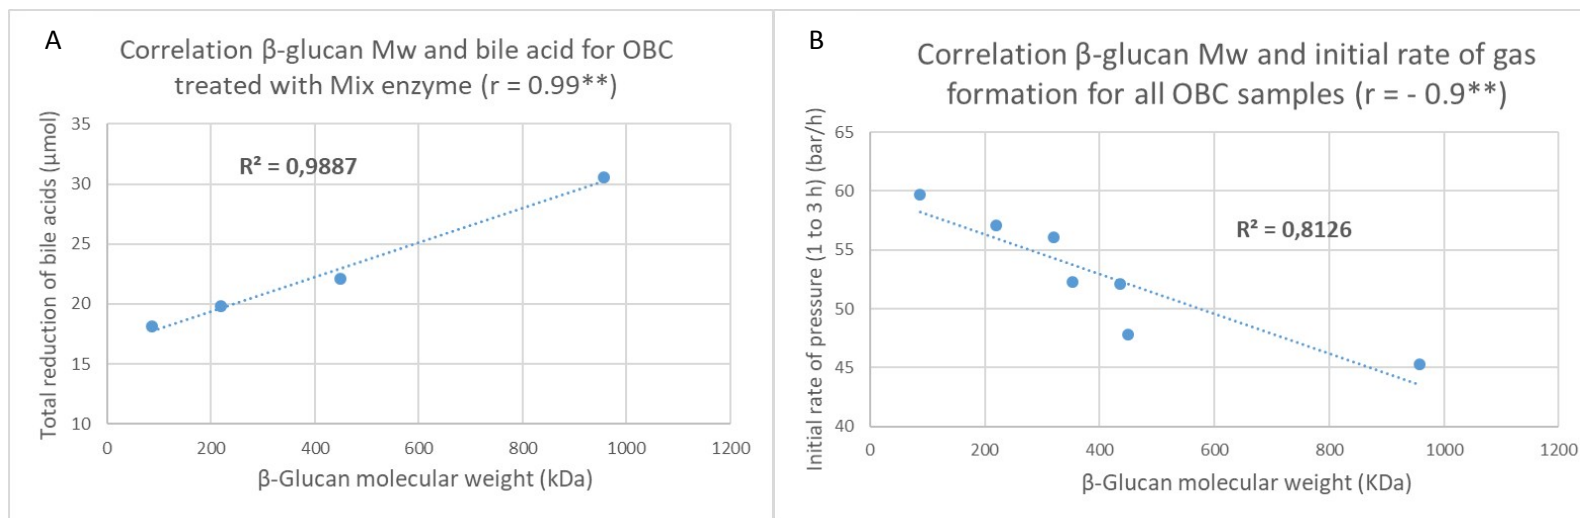 A
Correlation β-glucan Mw and bile acid for OBC
treated with Mix enzyme (r = 0.99**)
Total reduction of bile acids (µmol)
35
30
25
20
15
10
R² = 0,9887
0 200 400 600 800 1000 1200
β-Glucan molecular weight (kDa)
B
Correlation β-glucan Mw and initial rate of gas
formation for all OBC samples (r = - 0.9**)
Initial rate of pressure (1 to 3 h) (bar/h)
65
60
55
50
45
40
R² = 0,8126
0 200 400 600 800 1000 1200
β-Glucan molecular weight (KDa)